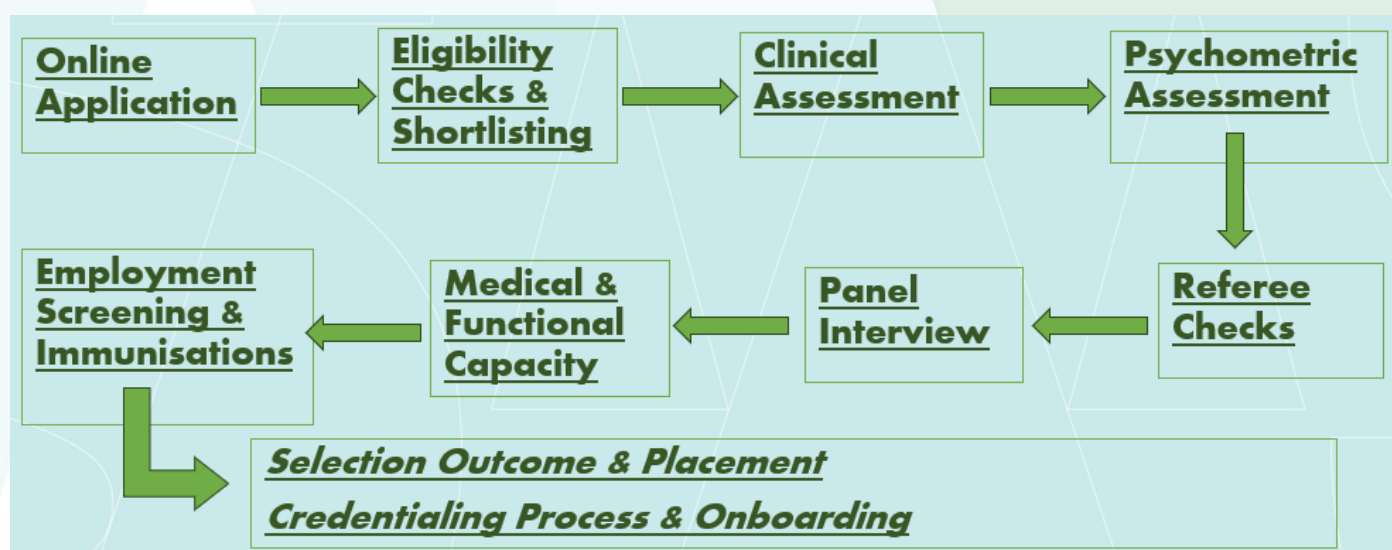 Online
Application
Eligibility
Checks &
Shortlisting
Clinical
Assessment
Psychometric
Assessment
Referee
Checks
Panel
Interview
Medical &
Functional
Capacity
Employment
Screening &
Immunisations
Selection Outcome & Placement
Credentialing Process & Onboarding